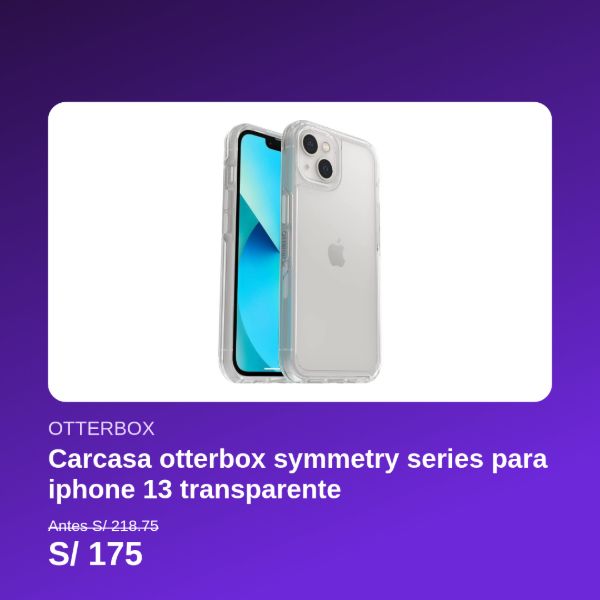 OTTERBOX
Carcasa otterbox symmetry series para
iphone 13 transparente
Antes S/ 218.75
S/ 175